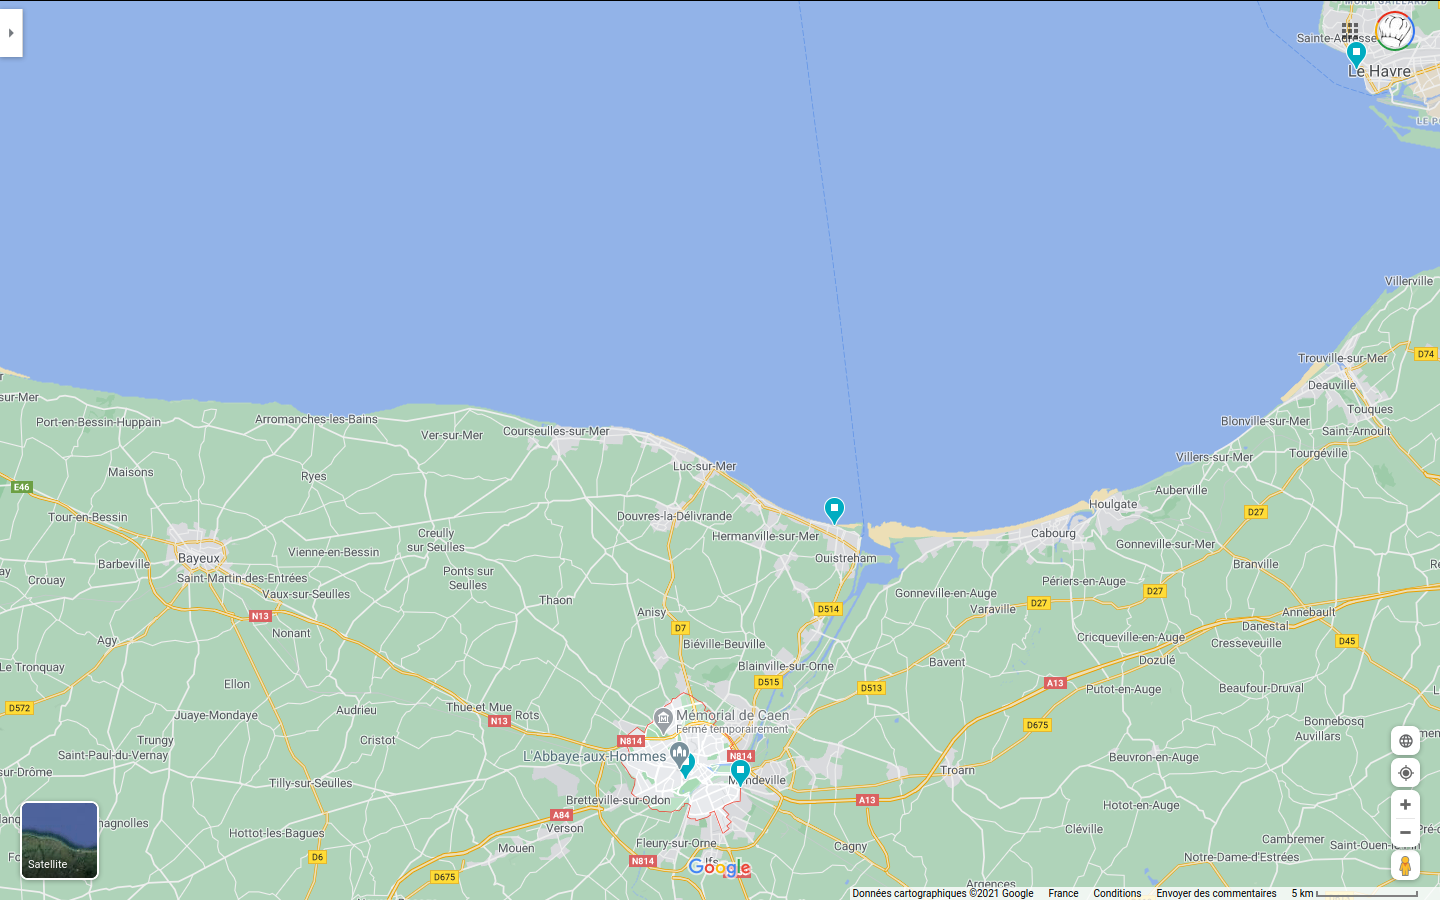 MONT-GAILLARD
Sainte-Adresse
Le Havre
Villerville
Trouville-sur-Mer
D74
Deauville
sur-Mer
Port-en-Bessin-Huppain
Arromanches-les-Bains
Ver-sur-Mer
Courseulles-sur-Mer
Touques
Blonville-sur-Mer
Saint-Arnoult
Luc-sur-Mer
Villers-sur-Mer
Tourgéville
Maisons
Ryes
E46
Auberville
Houlgate
D27
Tour-en-Bessin
Douvres-la-Délivrande
Hermanville-sur-Mer
Cabourg
Creully
sur Seulles
Gonneville-sur-Mer
Vienne-en-Bessin
Bayeux
Ouistreham
Barbeville
Branville
Crouay
Saint-Martin-des-Entrées
Ponts sur
Seulles
Périers-en-Auge
Vaux-sur-Seulles
Gonneville-en-Auge
D27
Thaon
D27
Varaville
D514
Anisy
N13
Annebault
Nonant
D7
Danestal
Agy
Biéville-Beuville
Cricqueville-en-Auge
Cresseveille
D45
Le Tronquay
Blainville-sur-Orne
Bavent
Dozulé
D515
Ellon
A13
D513
Putot-en-Auge
Beaufour-Druval
D572
Juaye-Mondaye
Audrieu
Thue et Mue
Rots
N13
Mémorial de Caen
Fermé temporairement
D675
Bonnebosq
Auvillars
Trungy
Cristot
N814
Saint-Paul-du-Vernay
L'Abbaye-aux-Hommes
N814
Beuvron-en-Auge
sur-Drôme
Troarn
Tilly-sur-Seulles
Mondeville
Bretteville-sur-Odon
A13
Hotot-en-Auge
A84
Verson
Hottot-les-Bagues
Cléville
Cambremer
Fleury-sur-Orne
Cagny
Saint-Ouen-le-Pin
Mouen
D6
N814
Ifs
Notre-Dame-d'Estrées
Satellite
Google
D675
Argences
Données cartographiques ©2021 Google France Conditions Envoyer des commentaires 5 km